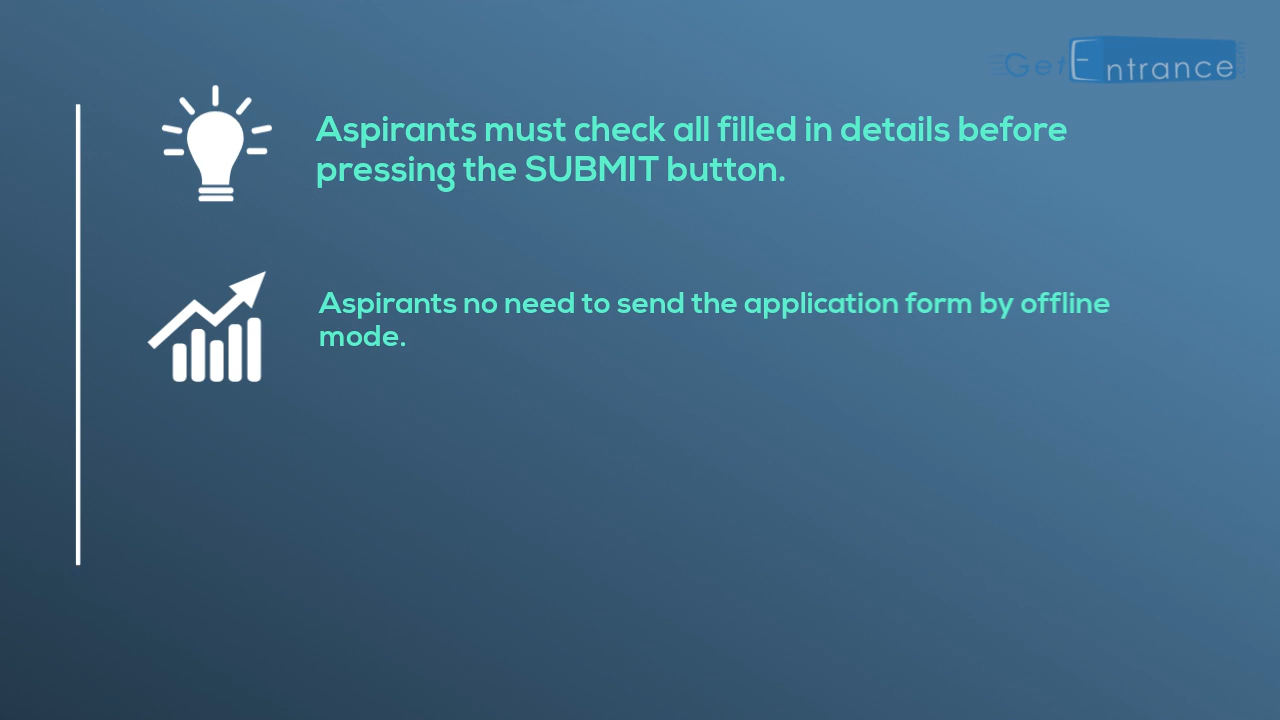 GetEntrance
Aspirants must check all filled in details before
pressing the SUBMIT button.
Aspirants no need to send the application form by offline
mode.